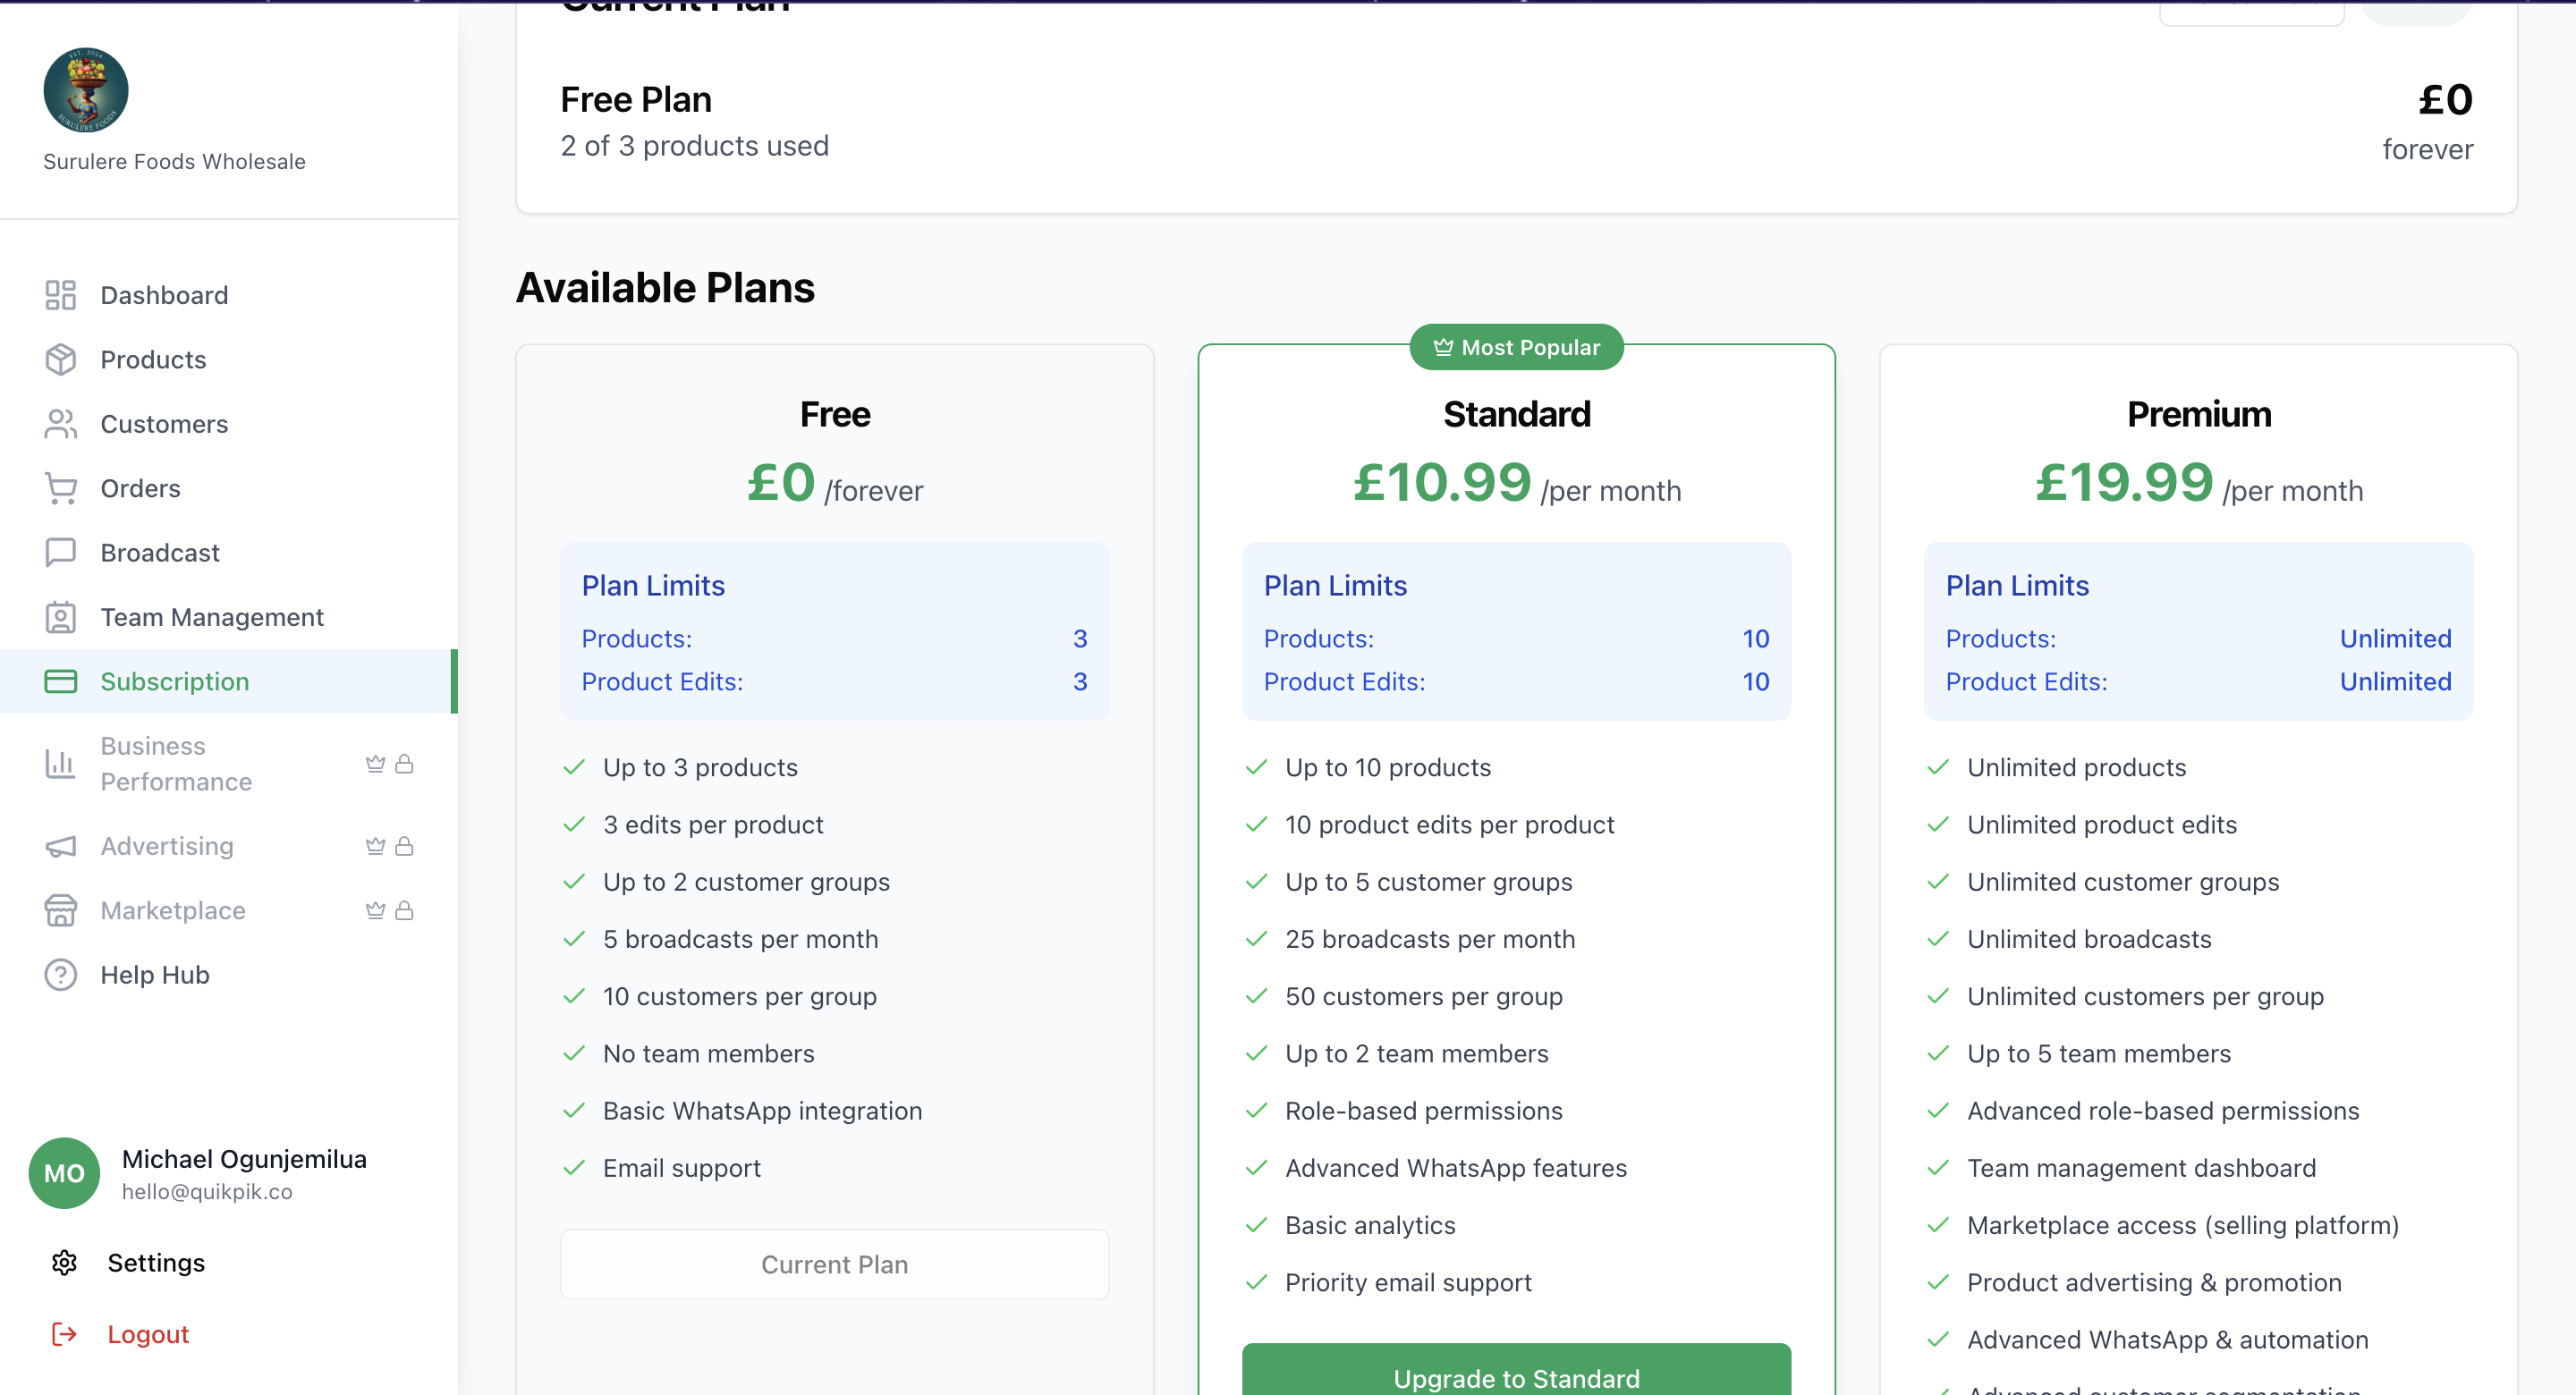 Current Plan
EST. 2024
SURULERE FOODS
Surulere Foods Wholesale
Dashboard
Products
Customers
Orders
Broadcast
Team Management
Subscription
Business
Performance
Advertising
Marketplace
Help Hub
MO
Michael Ogunjemilua
hello@quikpik.co
Settings
Logout
Free Plan
£0
2 of 3 products used
forever
Available Plans
Free
£0 /forever
Plan Limits
Products: 3
Product Edits: 3
Up to 3 products
3 edits per product
Up to 2 customer groups
5 broadcasts per month
10 customers per group
No team members
Basic WhatsApp integration
Email support
Current Plan
Most Popular
Standard
£10.99 /per month
Plan Limits
Products: 10
Product Edits: 10
Up to 10 products
10 product edits per product
Up to 5 customer groups
25 broadcasts per month
50 customers per group
Up to 2 team members
Role-based permissions
Advanced WhatsApp features
Basic analytics
Priority email support
Upgrade to Standard
Premium
£19.99 /per month
Plan Limits
Products: Unlimited
Product Edits: Unlimited
Unlimited products
Unlimited product edits
Unlimited customer groups
Unlimited broadcasts
Unlimited customers per group
Up to 5 team members
Advanced role-based permissions
Team management dashboard
Marketplace access (selling platform)
Product advertising & promotion
Advanced WhatsApp & automation
Advanced customer segmentation